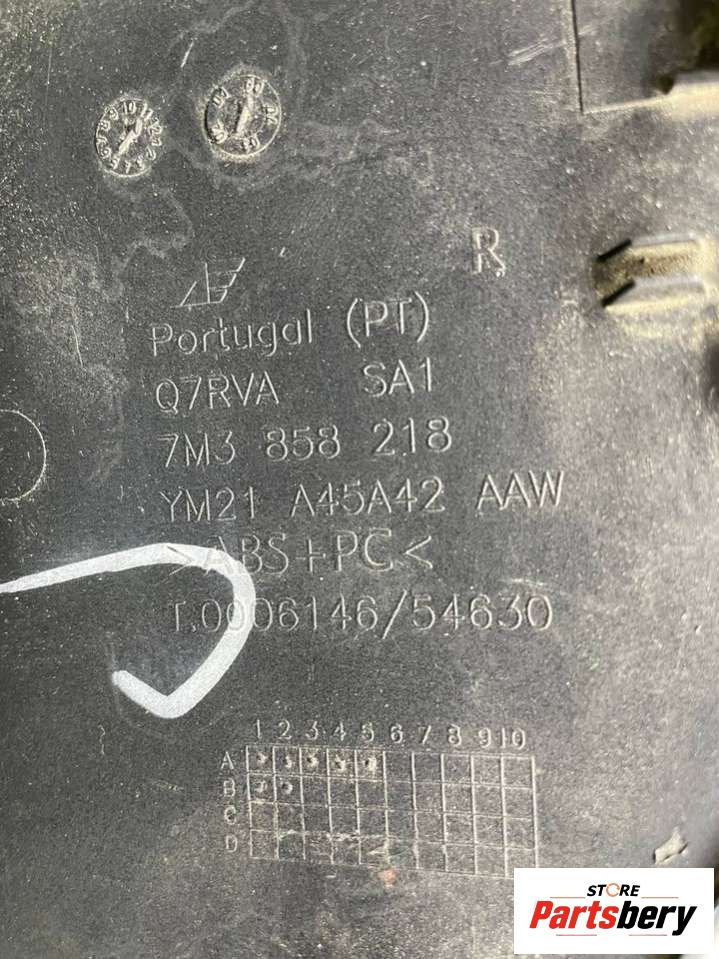 R
Portugal (PT)
Q7RVA SA1
7M3 858 218
YM21 A45A42 AAW
>ABS+PC<
T.0006146/54630
1 2 3 4 5 6 7 8 9 10
A
B
C
D
STORE
Partsbery